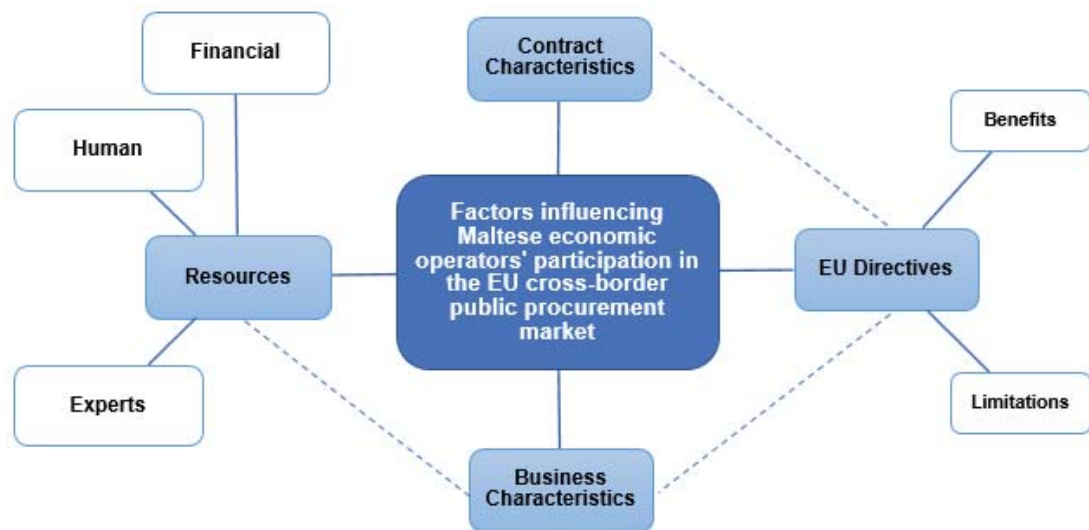 Financial
Contract
Characteristics
Human
Benefits
Factors influencing
Maltese economic
operators' participation in
the EU cross-border
public procurement
market
Resources
EU Directives
Experts
Limitations
Business
Characteristics